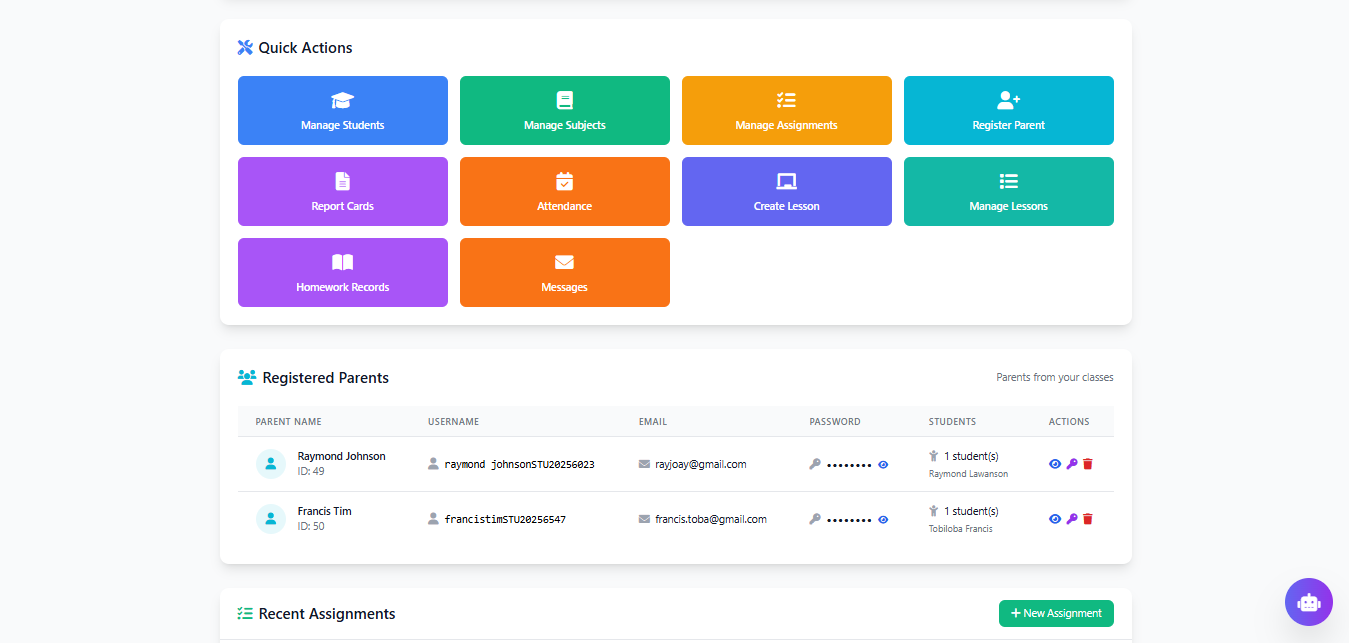 Quick Actions
Manage Students
Manage Subjects
Manage Assignments
Register Parent
Report Cards
Attendance
Create Lesson
Manage Lessons
Homework Records
Messages
Registered Parents
Parents from your classes
PARENT NAME USERNAME EMAIL PASSWORD STUDENTS ACTIONS
Raymond Johnson
ID: 49
raymond johnsonSTU20256023
rayjoay@gmail.com
••••••••
1 student(s)
Raymond Lawanson
Francis Tim
ID: 50
francistimSTU20256547
francis.toba@gmail.com
••••••••
1 student(s)
Tobiloba Francis
Recent Assignments
+ New Assignment